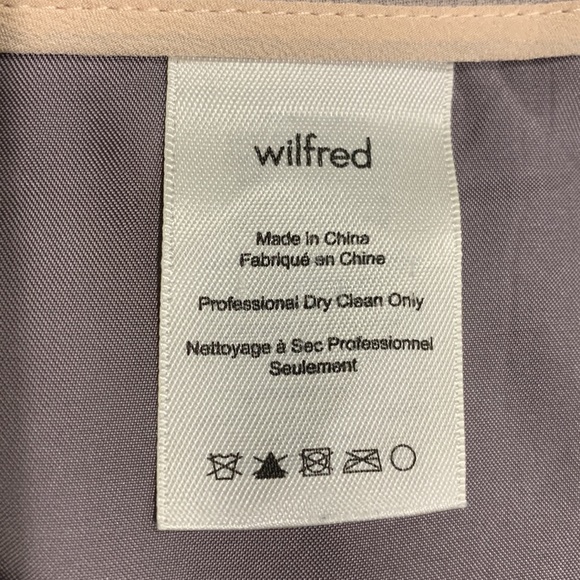 wilfred
Made in China
Fabriqué en Chine
Professional Dry Clean Only
Nettoyage à Sec Professionnel
Seulement